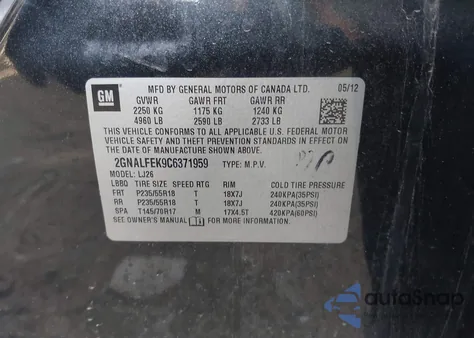 GM
MFD BY GENERAL MOTORS OF CANADA LTD. 05/12
GVWR GAWR FRT GAWR RR
2250 KG 1175 KG 1240 KG
4960 LB 2590 LB 2733 LB
THIS VEHICLE CONFORMS TO ALL APPLICABLE U.S. FEDERAL MOTOR
VEHICLE SAFETY, BUMPER, AND THEFT PREVENTION STANDARDS IN EFFECT ON
THE DATE OF MANUFACTURE SHOWN ABOVE.
2GNALFEK9C6371959 TYPE: M.P.V.
MODEL: LJ26
LBBQ TIRE SIZE SPEED RTG RIM COLD TIRE PRESSURE
FRT P235/55R18 T 18X7J 240KPA(35PSI)
RR P235/55R18 T 18X7J 240KPA(35PSI)
SPA T145/70R17 M 17X4.5T 420KPA(60PSI)
SEE OWNER'S MANUAL FOR MORE INFORMATION.
autoSnap